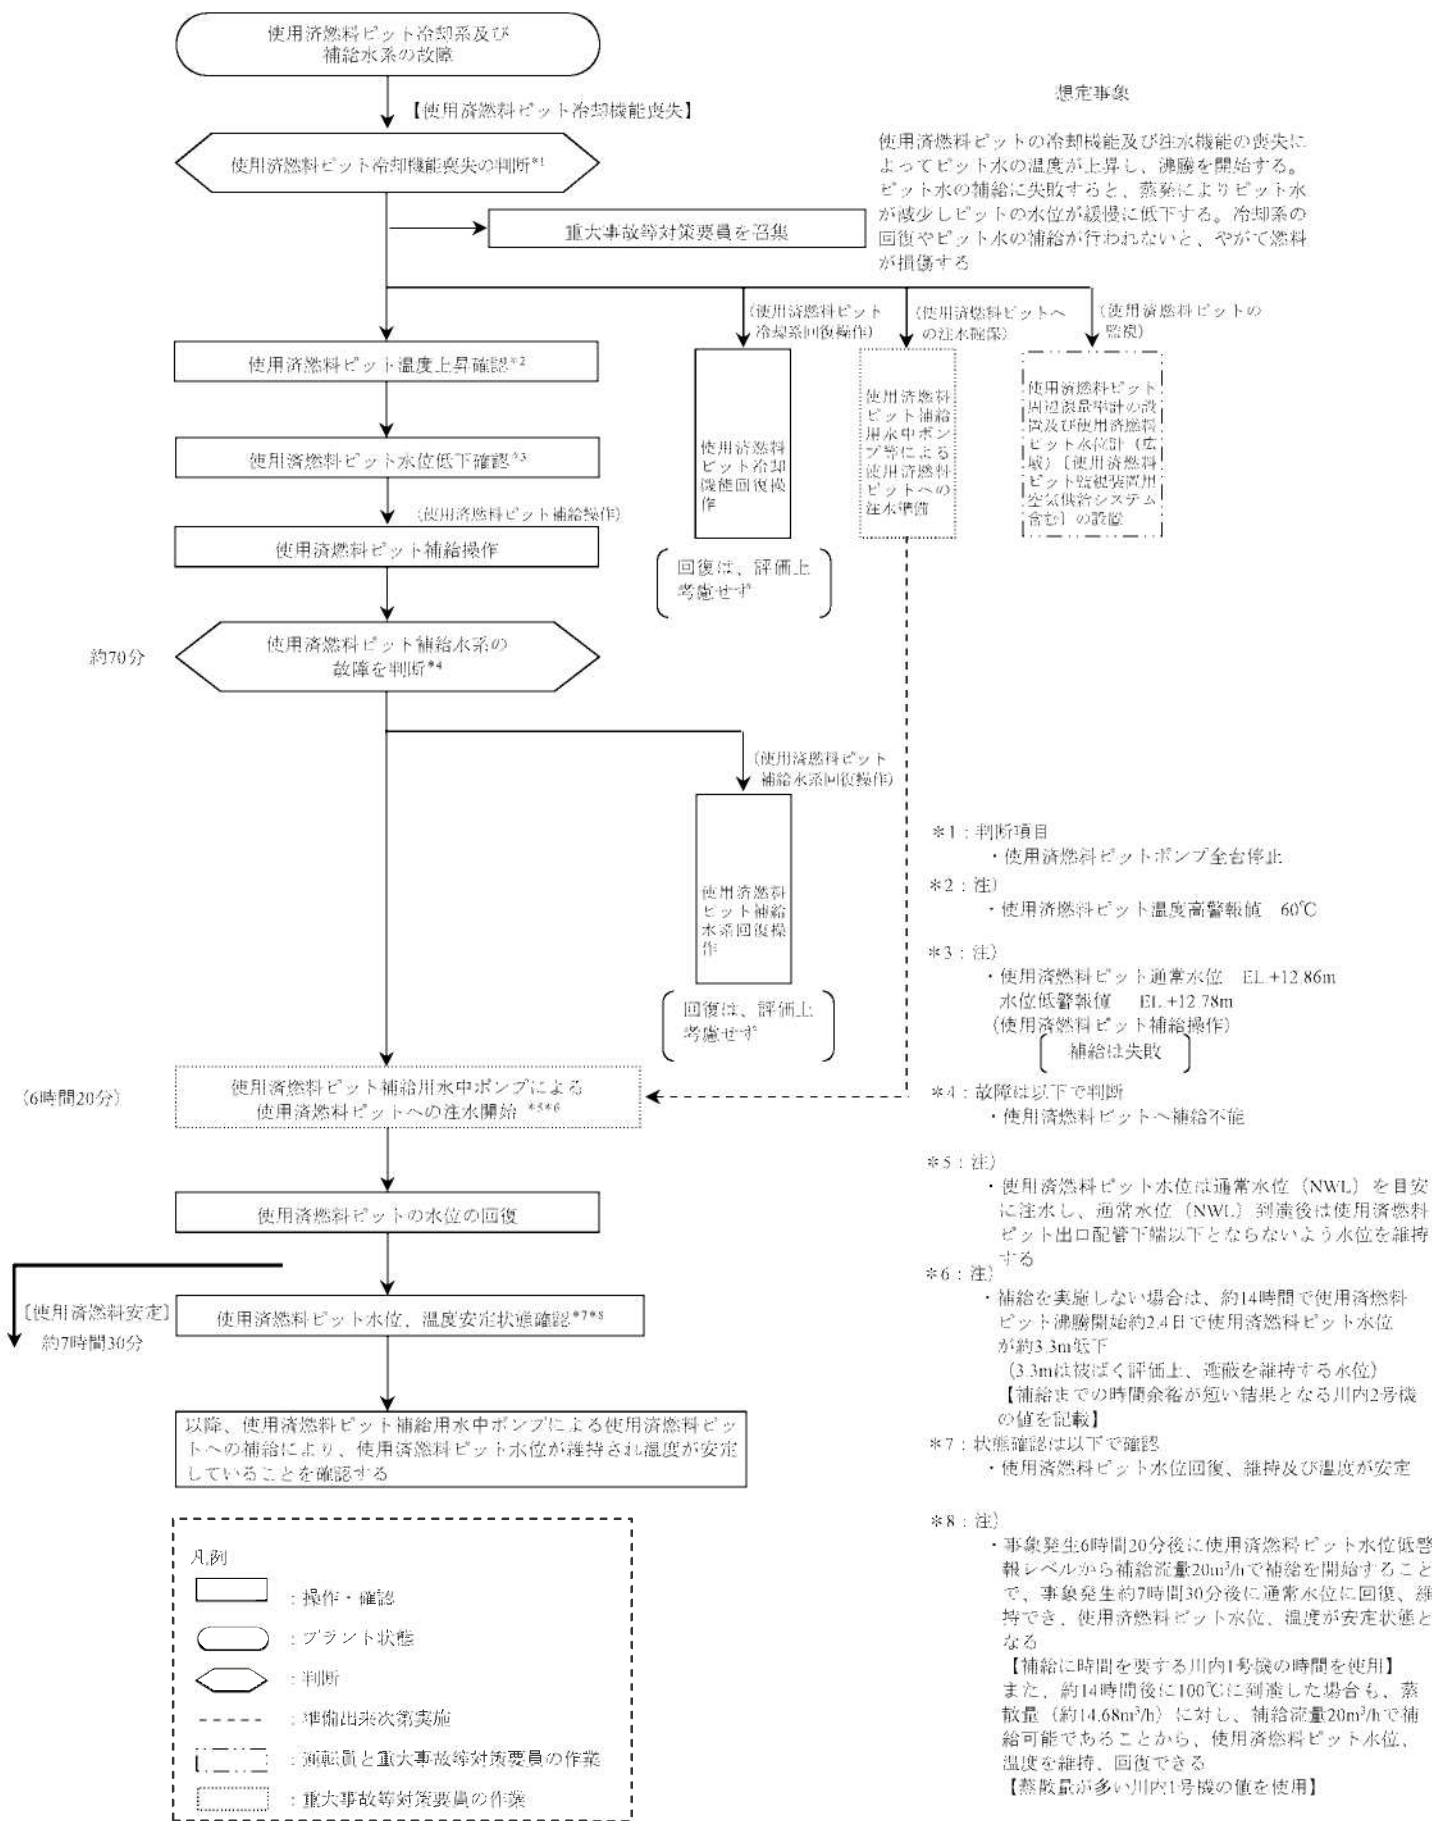 使用済燃料ピット冷却系及び
補給水系の故障
【使用済燃料ピット冷却機能喪失】
使用済燃料ピット冷却機能喪失の判断*1
重大事故等対策要員を召集
想定事象
使用済燃料ピットの冷却機能及び注水機能の喪失に
よってピット水の温度が上昇し、沸騰を開始する。
ピット水の補給に失敗すると、蒸発によりピット水
が減少しピットの水位が緩慢に低下する。冷却系の
回復やピット水の補給が行われないと、やがて燃料
が損傷する
(使用済燃料ピット
冷却系回復操作)
(使用済燃料ピットへ
の注水確保)
(使用済燃料ピットの
監視)
使用済燃料ピット温度上昇確認*2
使用済燃料ピット水位低下確認*3
(使用済燃料ピット補給操作)
使用済燃料ピット補給操作
使用済燃料
ピット冷却
機能回復操
作
回復は、評価上
考慮せず
使用済燃料
ピット補給
用水中ポン
プ等による
使用済燃料
ピットへの
注水準備
使用済燃料ピット
周辺線量率計の設
置及び使用済燃料
ピット水位計（広
域）〔使用済燃料
ピット監視装置用
空気供給システム
含む〕の設置
約70分
使用済燃料ピット補給水系の
故障を判断*4
(使用済燃料ピット
補給水系回復操作)
使用済燃料
ピット補給
水系回復操
作
回復は、評価上
考慮せず
(6時間20分)
使用済燃料ピット補給用水中ポンプによる
使用済燃料ピットへの注水開始 *5*6
使用済燃料ピットの水位の回復
〔使用済燃料安定〕
約7時間30分
使用済燃料ピット水位、温度安定状態確認*7*8
以降、使用済燃料ピット補給用水中ポンプによる使用済燃料ピッ
トへの補給により、使用済燃料ピット水位が維持され温度が安定
していることを確認する
凡例
：操作・確認
：プラント状態
：判断
：準備出来次第実施
：運転員と重大事故等対策要員の作業
：重大事故等対策要員の作業
*1：判断項目
・使用済燃料ピットポンプ全台停止
*2：注)
・使用済燃料ピット温度高警報値 60℃
*3：注)
・使用済燃料ピット通常水位 EL.+12.86m
水位低警報値 EL.+12.78m
(使用済燃料ピット補給操作)
補給は失敗
*4：故障は以下で判断
・使用済燃料ピットへ補給不能
*5：注)
・使用済燃料ピット水位は通常水位（NWL）を目安
に注水し、通常水位（NWL）到達後は使用済燃料
ピット出口配管下端以下とならないよう水位を維持
する
*6：注)
・補給を実施しない場合は、約14時間で使用済燃料
ピット沸騰開始約2.4日で使用済燃料ピット水位
が約3.3m低下
(3.3mは被ばく評価上、遮蔽を維持する水位)
【補給までの時間余裕が短い結果となる川内2号機
の値を記載】
*7：状態確認は以下で確認
・使用済燃料ピット水位回復、維持及び温度が安定
*8：注)
・事象発生6時間20分後に使用済燃料ピット水位低警
報レベルから補給流量20m³/hで補給を開始すること
で、事象発生約7時間30分後に通常水位に回復、維
持でき、使用済燃料ピット水位、温度が安定状態と
なる
【補給に時間を要する川内1号機の時間を使用】
また、約14時間後に100℃に到達した場合も、蒸
散量（約14.68m³/h）に対し、補給流量20m³/hで補
給可能であることから、使用済燃料ピット水位、
温度を維持、回復できる
【蒸散量が多い川内1号機の値を使用】